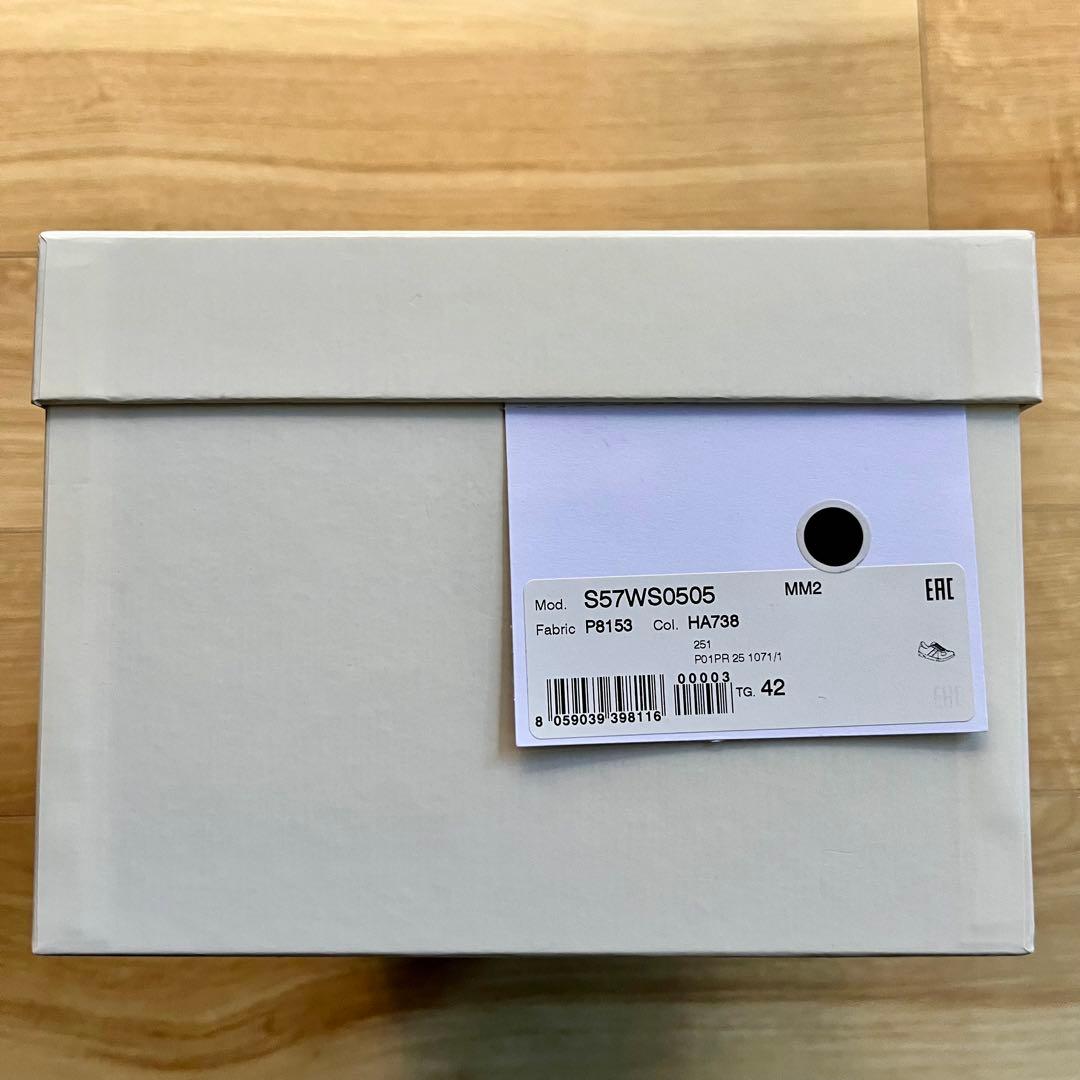 Mod. S57WS0505 MM2 EAC
Fabric P8153 Col. HA738
251
P01PR 25 1071/1
00003
TG. 42
8 059039 398116
EAC